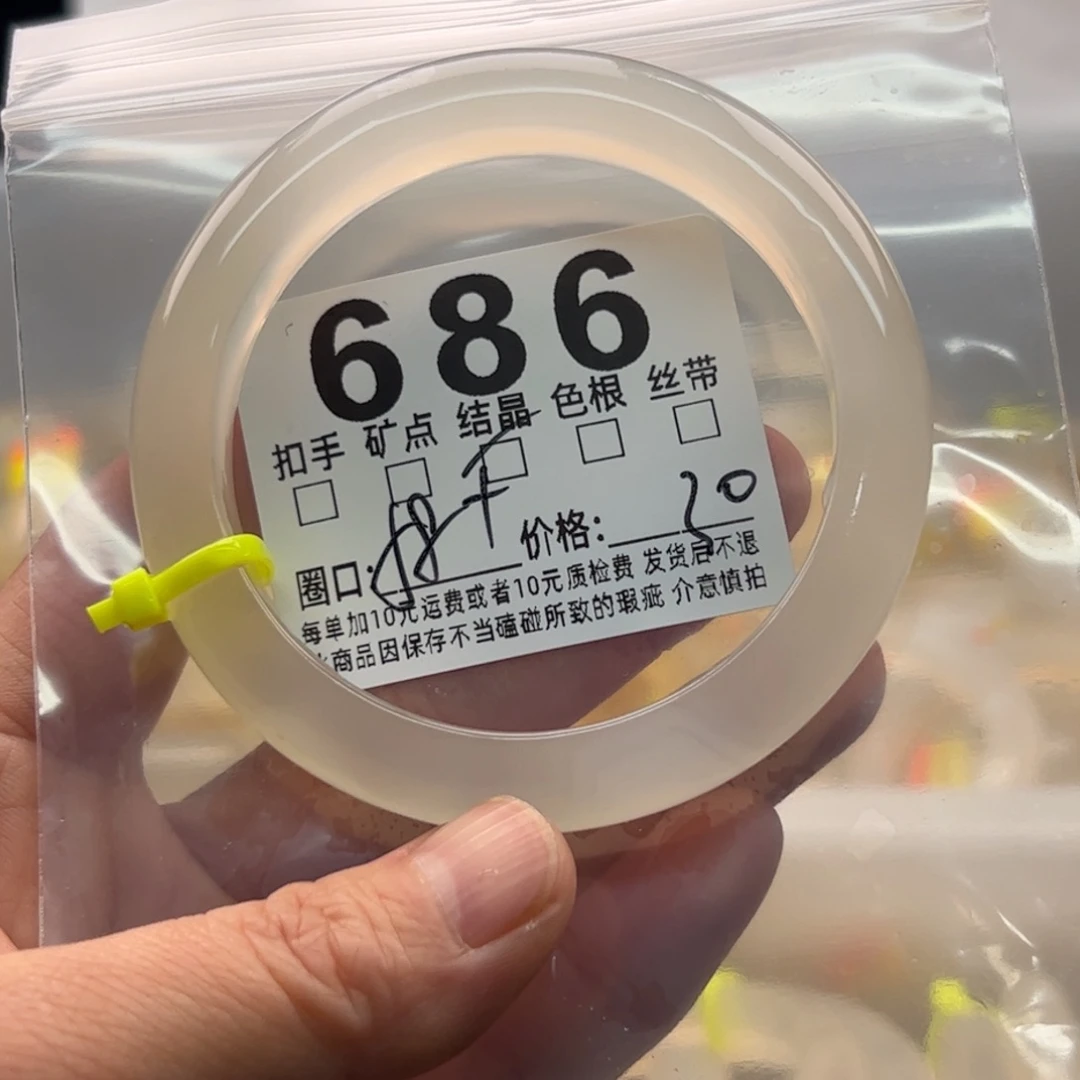 686
扣手 矿点 结晶 色根 丝带
圈口: 58+ 价格: 30
每单加10元运费或者10元质检费 发货后不退
商品因保存不当磕碰所致的瑕疵 介意慎拍